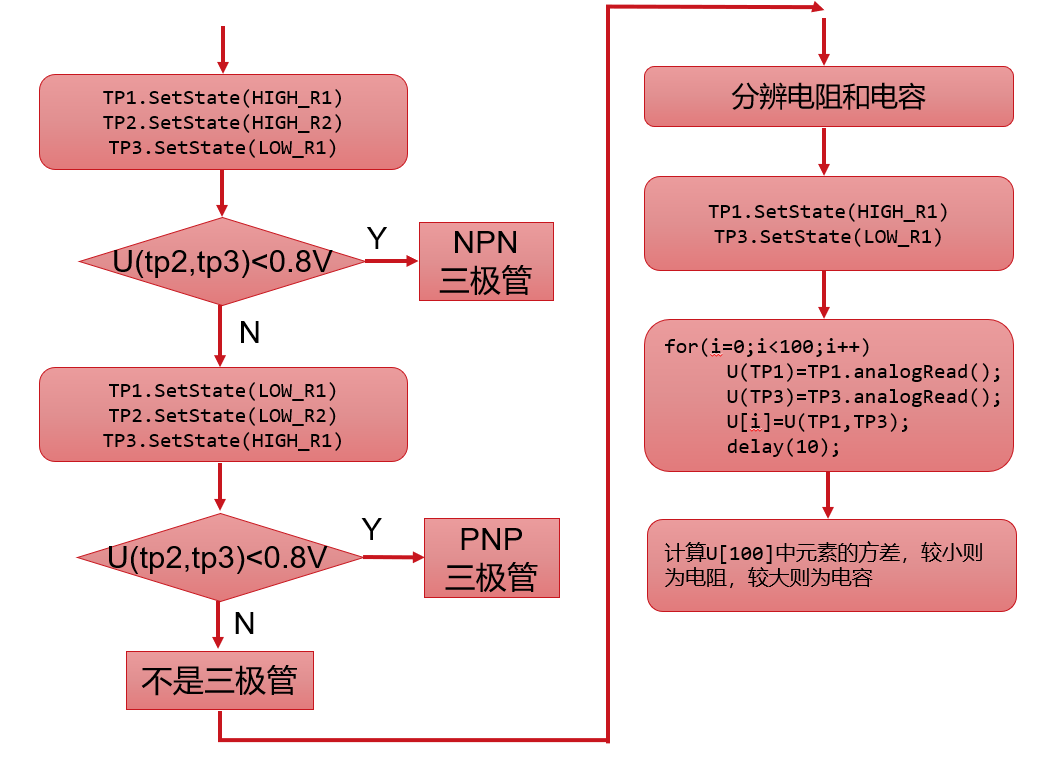 TP1.SetState(HIGH_R1)
TP2.SetState(HIGH_R2)
TP3.SetState(LOW_R1)
U(tp2,tp3)<0.8V
Y
NPN
三极管
N
TP1.SetState(LOW_R1)
TP2.SetState(LOW_R2)
TP3.SetState(HIGH_R1)
U(tp2,tp3)<0.8V
Y
PNP
三极管
N
不是三极管
分辨电阻和电容
TP1.SetState(HIGH_R1)
TP3.SetState(LOW_R1)
for(i=0;i<100;i++)
U(TP1)=TP1.analogRead();
U(TP3)=TP3.analogRead();
U[i]=U(TP1,TP3);
delay(10);
计算U[100]中元素的方差，较小则
为电阻，较大则为电容